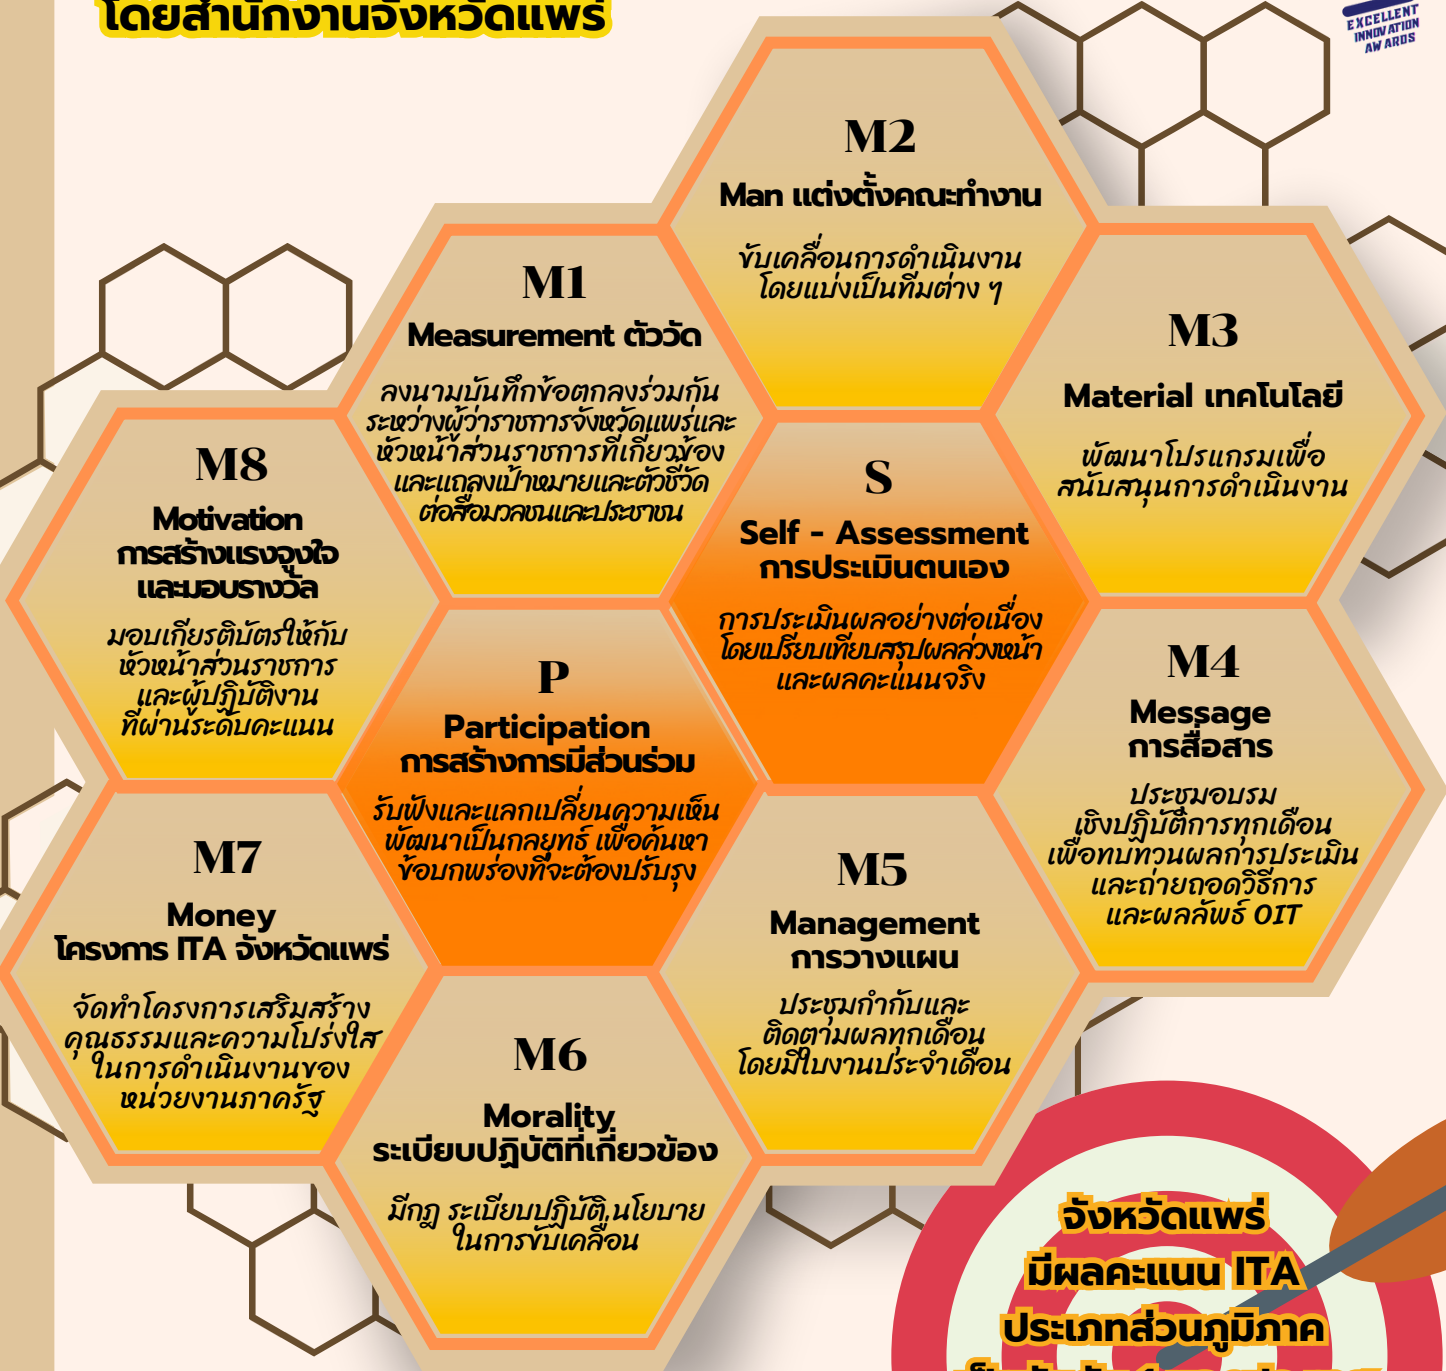 โดยสำนักงานจังหวัดแพร่
EXCELLENT
INNOVATION
AWARDS
M2
Man แต่งตั้งคณะทำงาน
ขับเคลื่อนการดำเนินงาน
โดยแบ่งเป็นทีมต่าง ๆ
M1
Measurement ตัววัด
ลงนามบันทึกข้อตกลงร่วมกัน
ระหว่างผู้ว่าราชการจังหวัดแพร่และ
หัวหน้าส่วนราชการที่เกี่ยวข้อง
และแถลงเป้าหมายและตัวชี้วัด
ต่อสื่อมวลชนและประชาชน
M3
Material เทคโนโลยี
พัฒนาโปรแกรมเพื่อ
สนับสนุนการดำเนินงาน
M8
Motivation
การสร้างแรงจูงใจ
และมอบรางวัล
มอบเกียรติบัตรให้กับ
หัวหน้าส่วนราชการ
และผู้ปฏิบัติงาน
ที่ผ่านระดับคะแนน
S
Self - Assessment
การประเมินตนเอง
การประเมินผลอย่างต่อเนื่อง
โดยเปรียบเทียบสรุปผลล่วงหน้า
และผลคะแนนจริง
P
Participation
การสร้างการมีส่วนร่วม
รับฟังและแลกเปลี่ยนความเห็น
พัฒนาเป็นกลยุทธ์ เพื่อค้นหา
ข้อบกพร่องที่จะต้องปรับรุง
M4
Message
การสื่อสาร
ประชุมอบรม
เชิงปฏิบัติการทุกเดือน
เพื่อทบทวนผลการประเมิน
และถ่ายถอดวิธีการ
และผลลัพธ์ OIT
M7
Money
โครงการ ITA จังหวัดแพร่
จัดทำโครงการเสริมสร้าง
คุณธรรมและความโปร่งใส
ในการดำเนินงานของ
หน่วยงานภาครัฐ
M5
Management
การวางแผน
ประชุมกำกับและ
ติดตามผลทุกเดือน
โดยมีใบงานประจำเดือน
M6
Morality
ระเบียบปฏิบัติที่เกี่ยวข้อง
มีกฎ ระเบียบปฏิบัติ นโยบาย
ในการขับเคลื่อน
จังหวัดแพร่
มีผลคะแนน ITA
ประเภทส่วนภูมิภาค